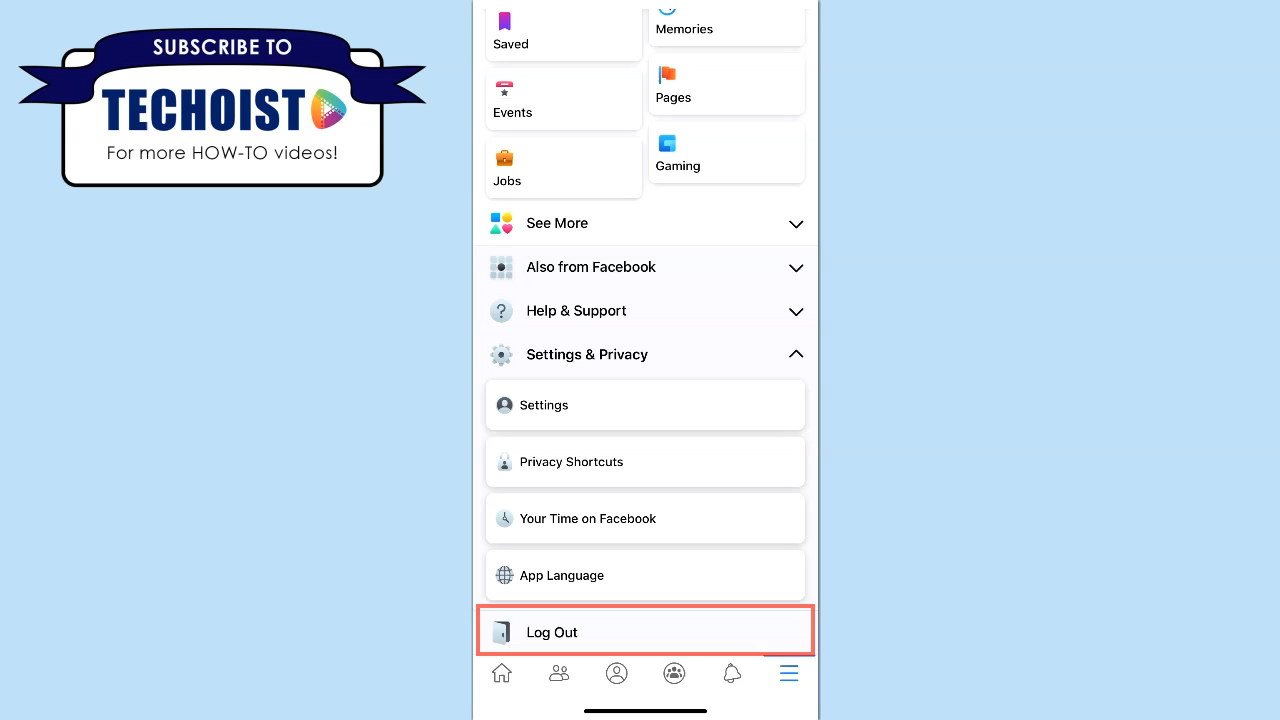 SUBSCRIBE TO
TECHOIST
For more HOW-TO videos!
Saved
Memories
Events
Pages
Jobs
Gaming
See More
Also from Facebook
? Help & Support
Settings & Privacy
Settings
Privacy Shortcuts
Your Time on Facebook
App Language
Log Out